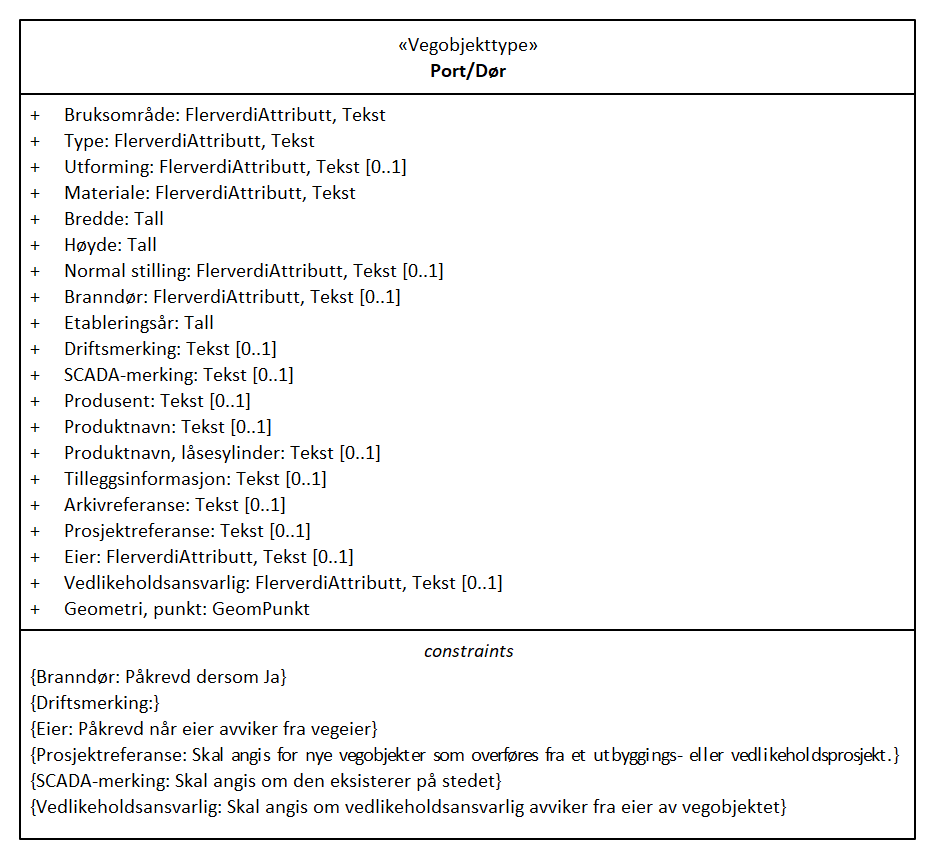 «Vegobjekttype»
Port/Dør
+ Bruksområde: FlerverdiAttributt, Tekst
+ Type: FlerverdiAttributt, Tekst
+ Utforming: FlerverdiAttributt, Tekst [0..1]
+ Materiale: FlerverdiAttributt, Tekst
+ Bredde: Tall
+ Høyde: Tall
+ Normal stilling: FlerverdiAttributt, Tekst [0..1]
+ Branndør: FlerverdiAttributt, Tekst [0..1]
+ Etableringsår: Tall
+ Driftsmerking: Tekst [0..1]
+ SCADA-merking: Tekst [0..1]
+ Produsent: Tekst [0..1]
+ Produktnavn: Tekst [0..1]
+ Produktnavn, låsesylinder: Tekst [0..1]
+ Tilleggsinformasjon: Tekst [0..1]
+ Arkivreferanse: Tekst [0..1]
+ Prosjektreferanse: Tekst [0..1]
+ Eier: FlerverdiAttributt, Tekst [0..1]
+ Vedlikeholdsansvarlig: FlerverdiAttributt, Tekst [0..1]
+ Geometri, punkt: GeomPunkt
constraints
{Branndør: Påkrevd dersom Ja}
{Driftsmerking:}
{Eier: Påkrevd når eier avviker fra vegeier}
{Prosjektreferanse: Skal angis for nye vegobjekter som overføres fra et utbyggings- eller vedlikeholdsprosjekt.}
{SCADA-merking: Skal angis om den eksisterer på stedet}
{Vedlikeholdsansvarlig: Skal angis om vedlikeholdsansvarlig avviker fra eier av vegobjektet}